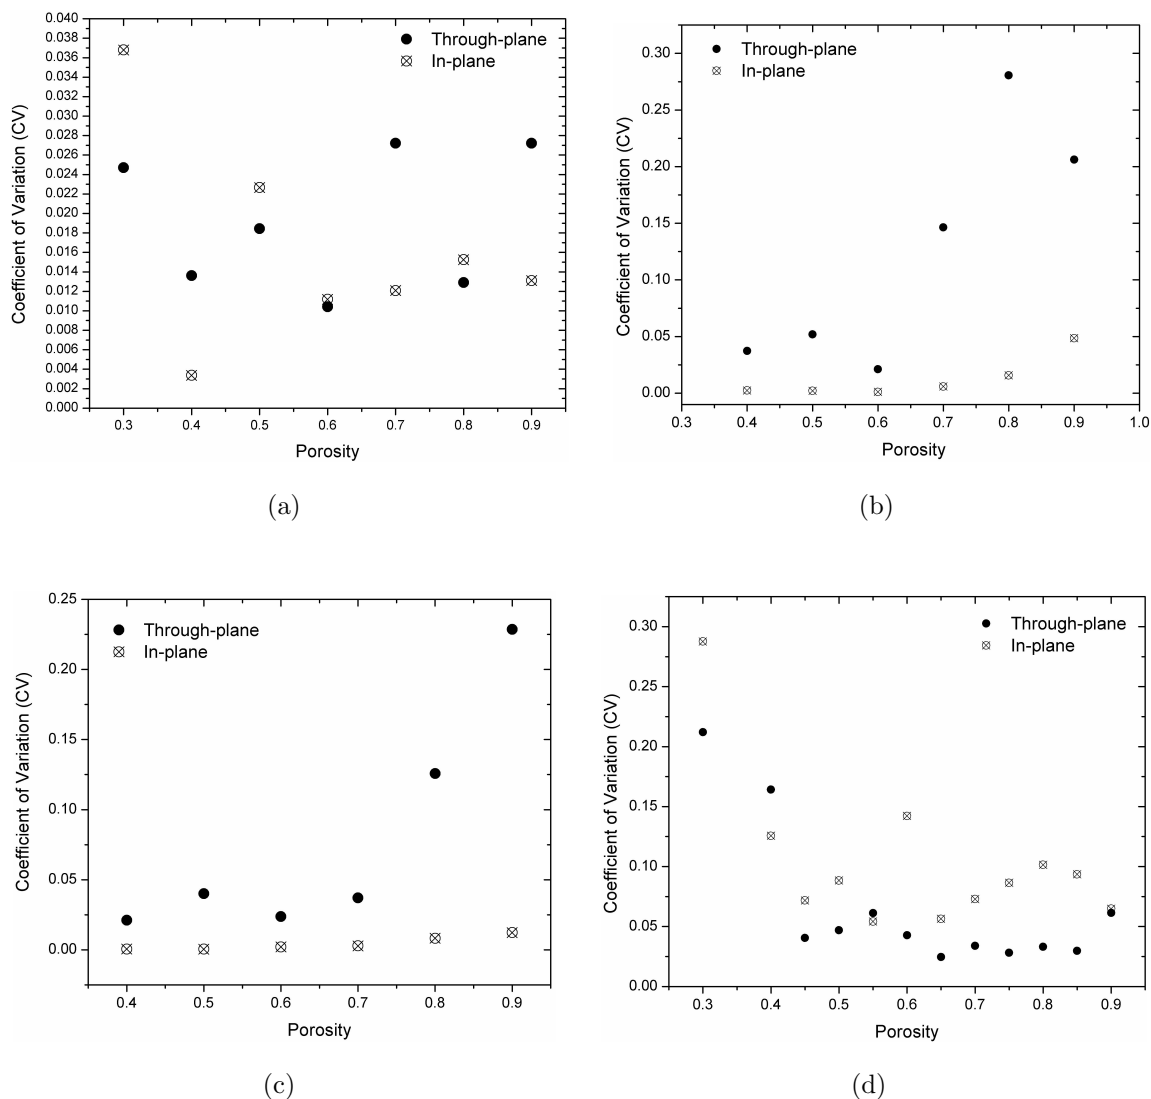 0.040
0.038
0.036
0.034
0.032
0.030
0.028
0.026
0.024
0.022
0.020
0.018
0.016
0.014
0.012
0.010
0.008
0.006
0.004
0.002
0.000
Coefficient of Variation (CV)
Through-plane
In-plane
0.3 0.4 0.5 0.6 0.7 0.8 0.9
Porosity
(a)
0.30
0.25
0.20
0.15
0.10
0.05
0.00
Coefficient of Variation (CV)
Through-plane
In-plane
0.3 0.4 0.5 0.6 0.7 0.8 0.9 1.0
Porosity
(b)
0.25
0.20
0.15
0.10
0.05
0.00
Coefficient of Variation (CV)
Through-plane
In-plane
0.4 0.5 0.6 0.7 0.8 0.9
Porosity
(c)
0.30
0.25
0.20
0.15
0.10
0.05
0.00
Coefficient of Variation (CV)
Through-plane
In-plane
0.3 0.4 0.5 0.6 0.7 0.8 0.9
Porosity
(d)